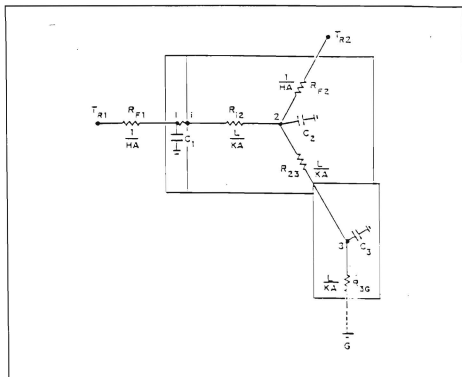 T_R2
1/HA R_F2
T_R1 R_F1 1 1 R_12 2 C_2
1/HA C_1 L/KA
R_23 L/KA
3 C_3
L/KA R_3G
G